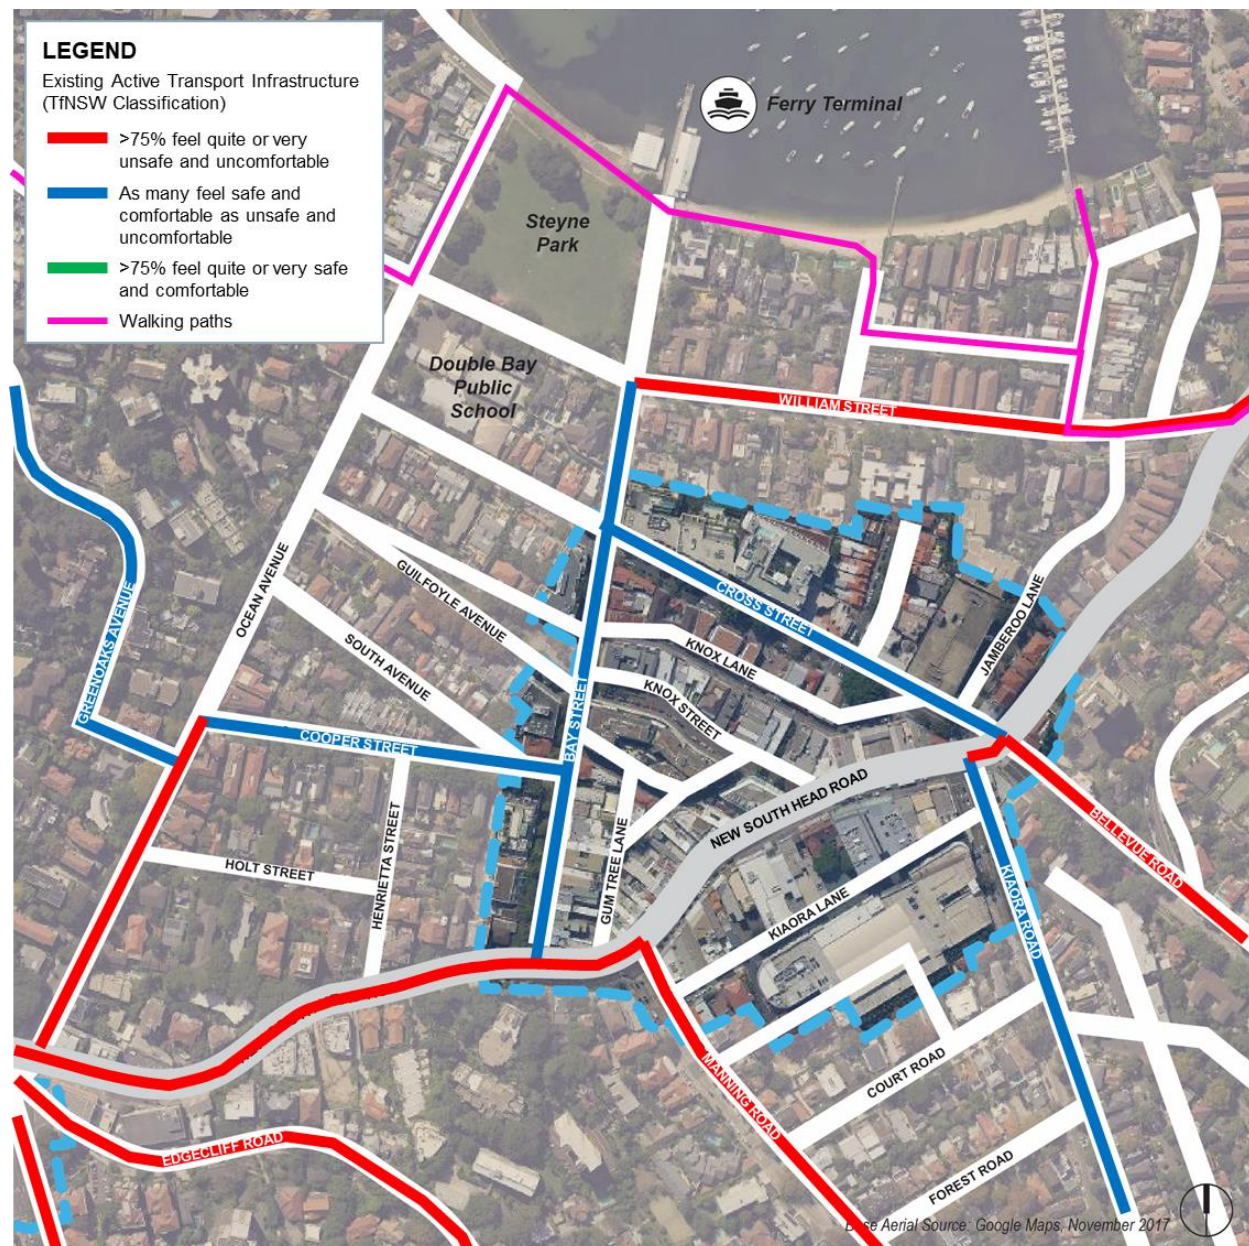 LEGEND
Existing Active Transport Infrastructure
(TfNSW Classification)
>75% feel quite or very
unsafe and uncomfortable
As many feel safe and
comfortable as unsafe and
uncomfortable
>75% feel quite or very safe
and comfortable
Walking paths
Ferry Terminal
Steyne
Park
Double Bay
Public
School
WILLIAM STREET
OCEAN AVENUE
GUILFOYLE AVENUE
SOUTH AVENUE
GREENOAKS AVENUE
CROSS STREET
KNOX LANE
KNOX STREET
JAMBEROO LANE
BAY STREET
COOPER STREET
HENRIETTA STREET
HOLT STREET
GUM TREE LANE
NEW SOUTH HEAD ROAD
BELLEVUE ROAD
KIAORA LANE
KIAORA ROAD
MANNING ROAD
COURT ROAD
EDGECLIFF ROAD
FOREST ROAD
Aerial Source: Google Maps, November 2017